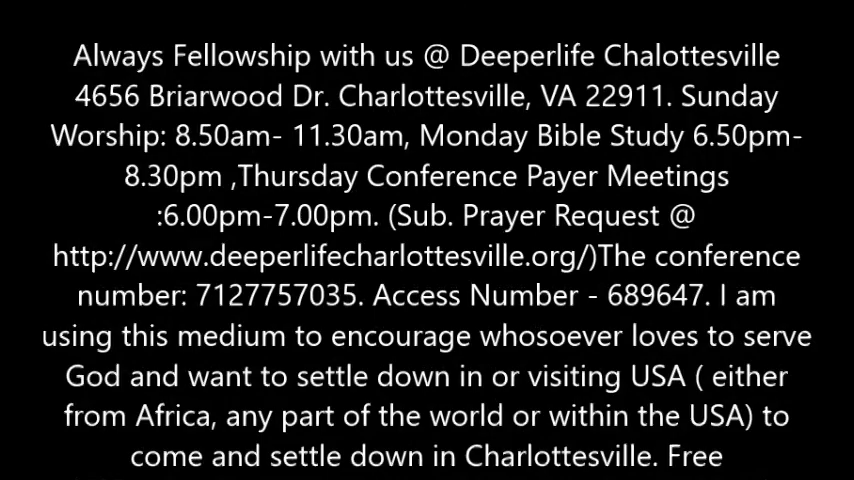 Always Fellowship with us @ Deeperlife Chalottesville
4656 Briarwood Dr. Charlottesville, VA 22911. Sunday
Worship: 8.50am- 11.30am, Monday Bible Study 6.50pm-
8.30pm ,Thursday Conference Payer Meetings
:6.00pm-7.00pm. (Sub. Prayer Request @
http://www.deeperlifecharlottesville.org/)The conference
number: 7127757035. Access Number - 689647. I am
using this medium to encourage whosoever loves to serve
God and want to settle down in or visiting USA ( either
from Africa, any part of the world or within the USA) to
come and settle down in Charlottesville. Free